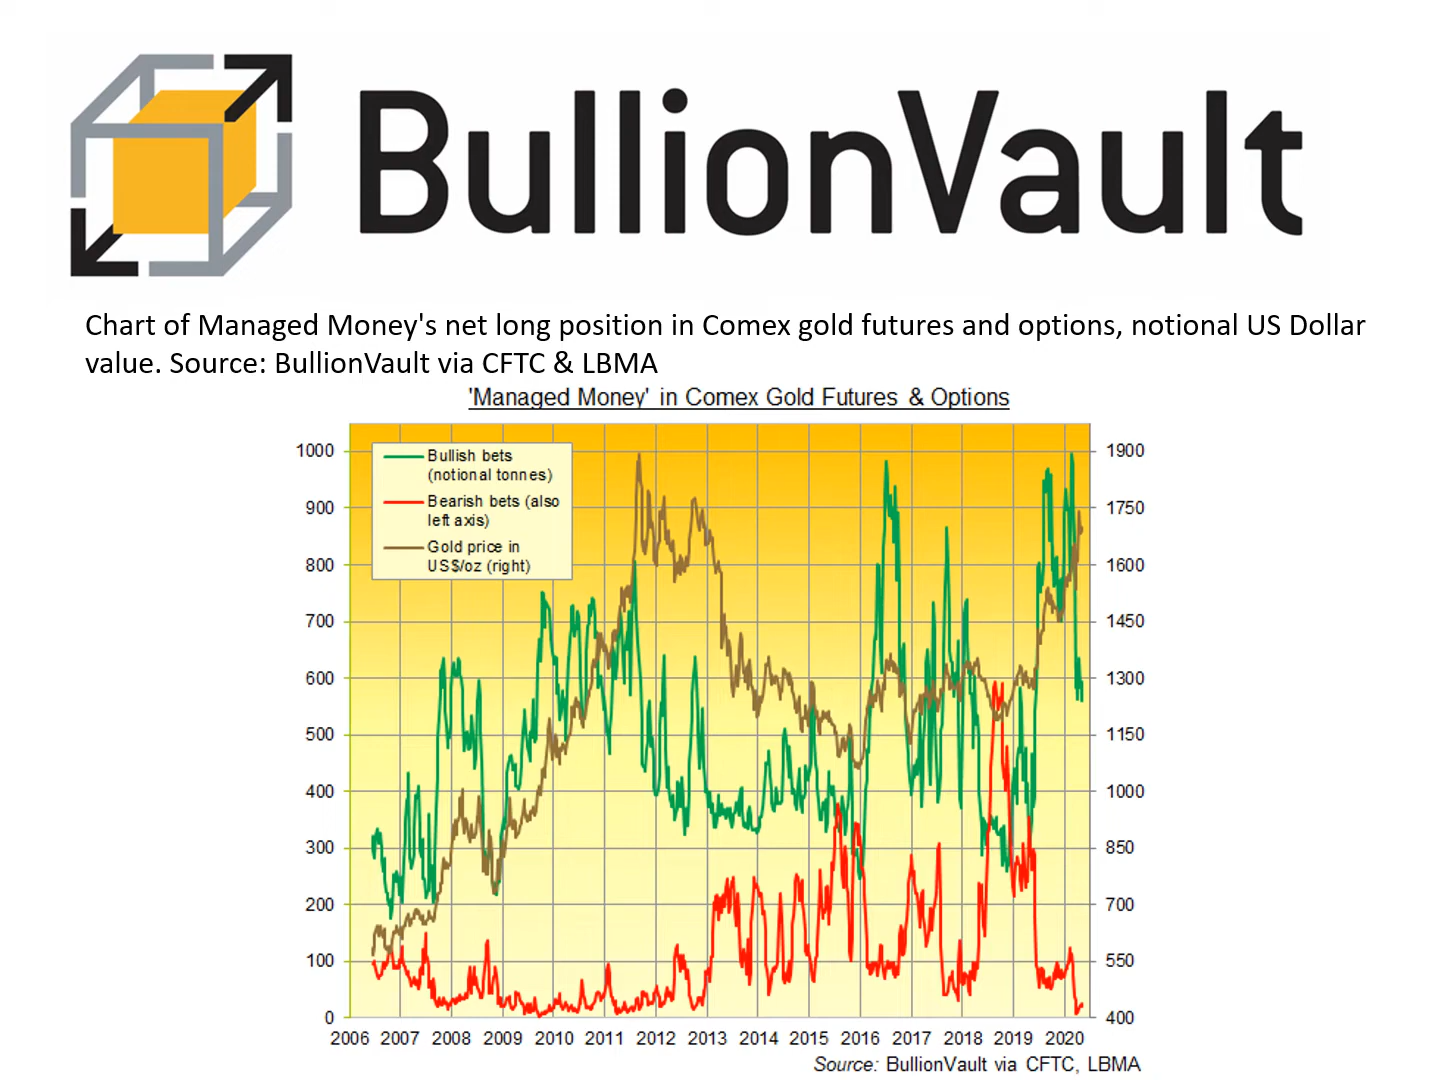 BullionVault
Chart of Managed Money's net long position in Comex gold futures and options, notional US Dollar
value. Source: BullionVault via CFTC & LBMA
'Managed Money' in Comex Gold Futures & Options
Bullish bets
(notional tonnes)
Bearish bets (also
left axis)
Gold price in
US$/oz (right)
1000 1900
900 1750
800 1600
700 1450
600 1300
500 1150
400 1000
300 850
200 700
100 550
0 400
2006 2007 2008 2009 2010 2011 2012 2013 2014 2015 2016 2017 2018 2019 2020
Source: BullionVault via CFTC, LBMA